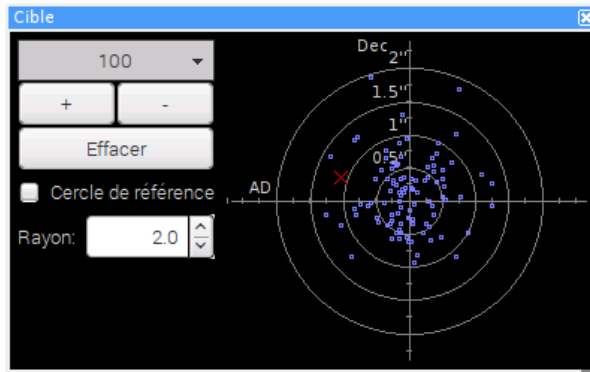 Cible
100
+ -
Effacer
Cercle de référence
Rayon: 2.0
Dec
2"
1.5"
1"
0.5"
AD